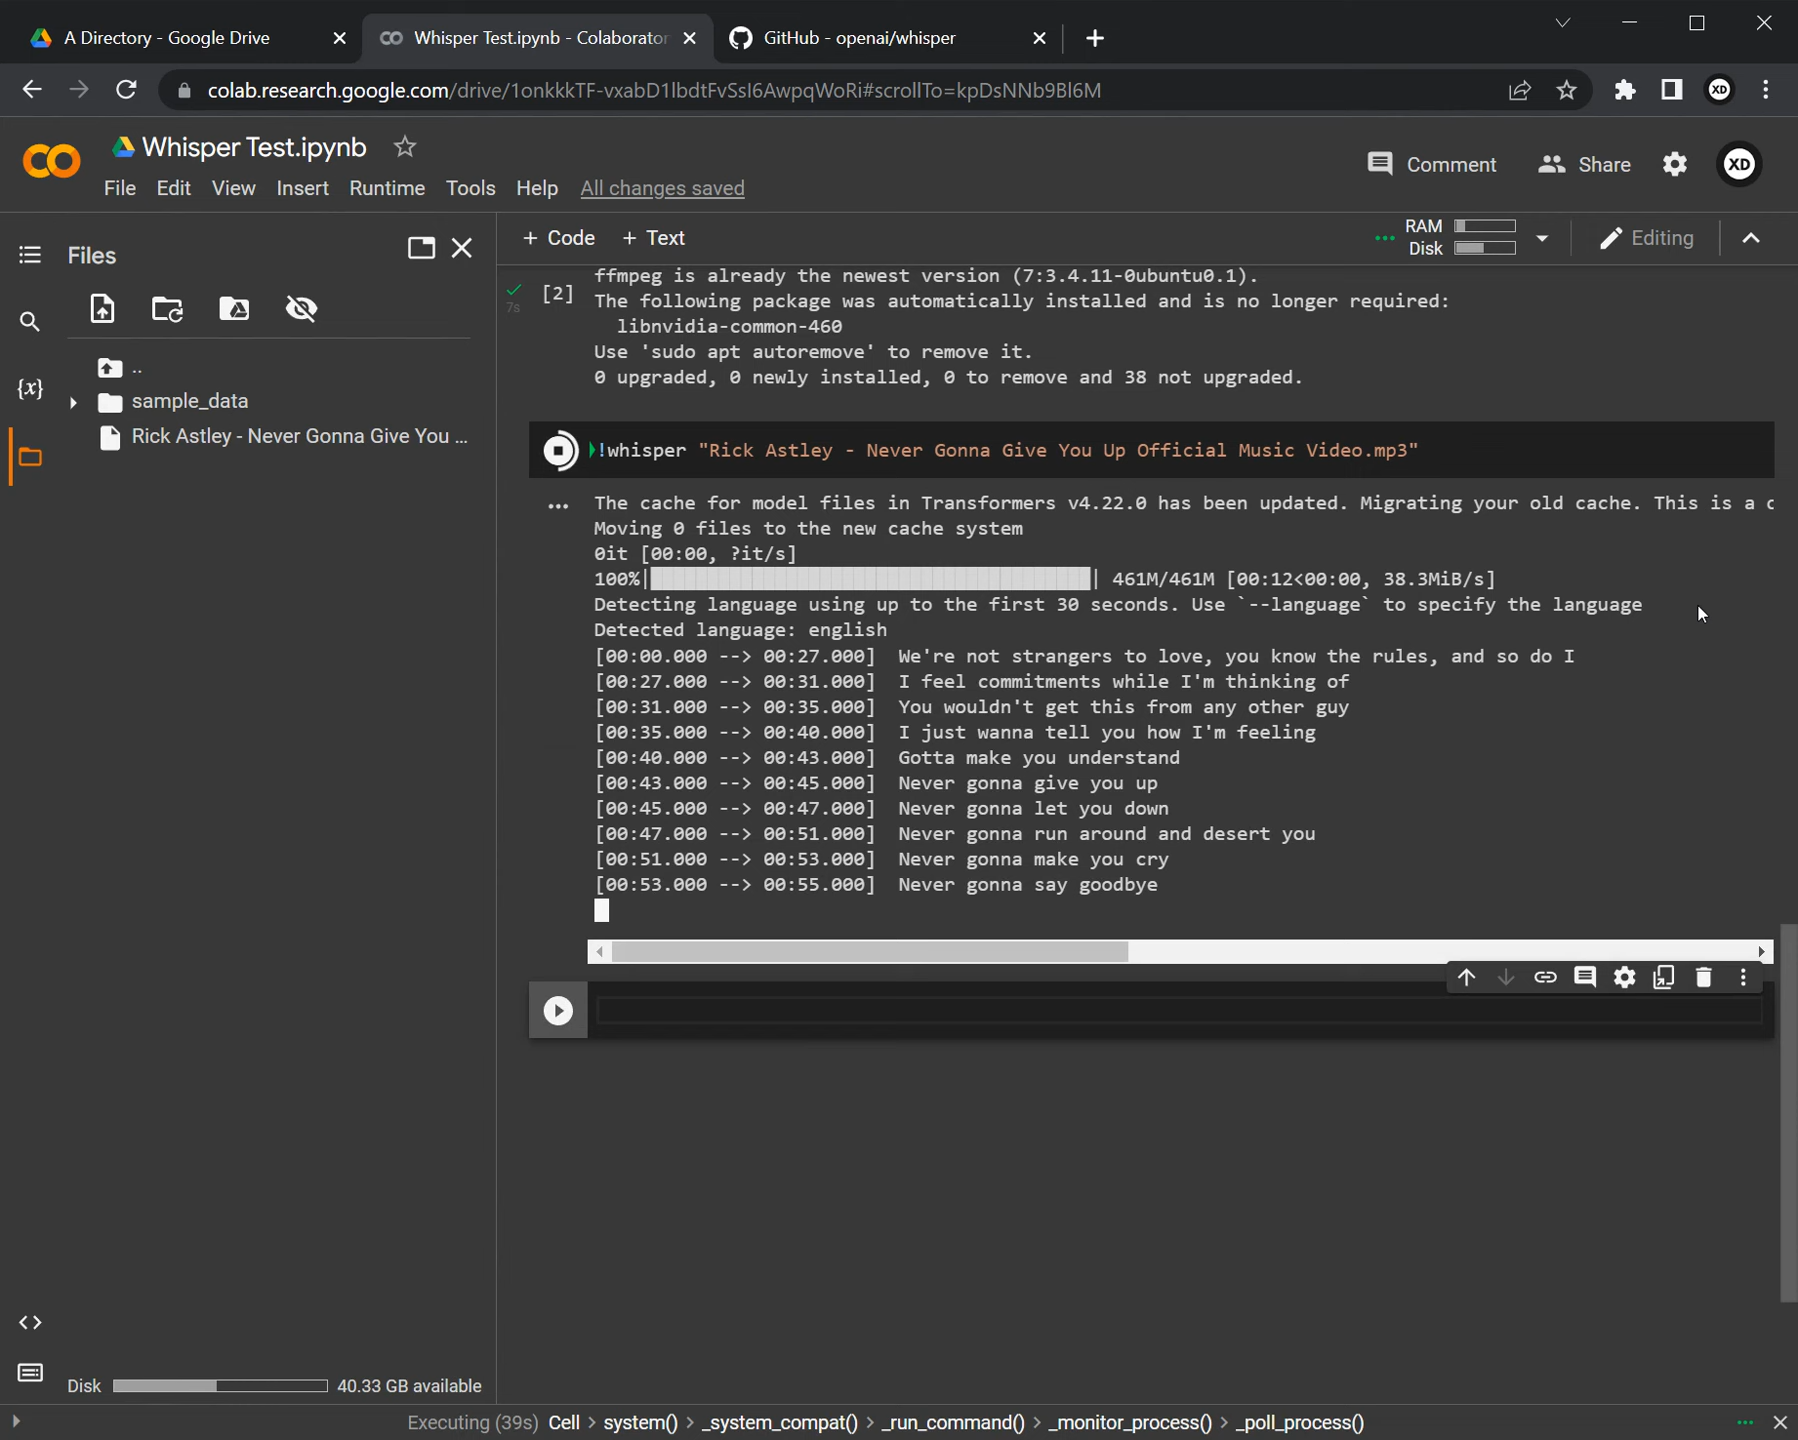 A Directory - Google Drive
Whisper Test.ipynb - Colaborator
GitHub - openai/whisper
colab.research.google.com/drive/1onkkkTF-vxabD1lbdtFvSsI6AwpqWoRi#scrollTo=kpDsNNb9Bl6M
XD
CO
Whisper Test.ipynb
Comment
Share
XD
File Edit View Insert Runtime Tools Help All changes saved
Files
+ Code + Text
RAM
Disk
Editing
..
sample_data
Rick Astley - Never Gonna Give You ...
{x}
7s
[2]
ffmpeg is already the newest version (7:3.4.11-0ubuntu0.1).
The following package was automatically installed and is no longer required:
libnvidia-common-460
Use 'sudo apt autoremove' to remove it.
0 upgraded, 0 newly installed, 0 to remove and 38 not upgraded.
!whisper "Rick Astley - Never Gonna Give You Up Official Music Video.mp3"
The cache for model files in Transformers v4.22.0 has been updated. Migrating your old cache. This is a
Moving 0 files to the new cache system
0it [00:00, ?it/s]
100%| | 461M/461M [00:12<00:00, 38.3MiB/s]
Detecting language using up to the first 30 seconds. Use `--language` to specify the language
Detected language: english
[00:00.000 --> 00:27.000] We're not strangers to love, you know the rules, and so do I
[00:27.000 --> 00:31.000] I feel commitments while I'm thinking of
[00:31.000 --> 00:35.000] You wouldn't get this from any other guy
[00:35.000 --> 00:40.000] I just wanna tell you how I'm feeling
[00:40.000 --> 00:43.000] Gotta make you understand
[00:43.000 --> 00:45.000] Never gonna give you up
[00:45.000 --> 00:47.000] Never gonna let you down
[00:47.000 --> 00:51.000] Never gonna run around and desert you
[00:51.000 --> 00:53.000] Never gonna make you cry
[00:53.000 --> 00:55.000] Never gonna say goodbye
Disk 40.33 GB available
Executing (39s) Cell > system() > _system_compat() > _run_command() > _monitor_process() > _poll_process()